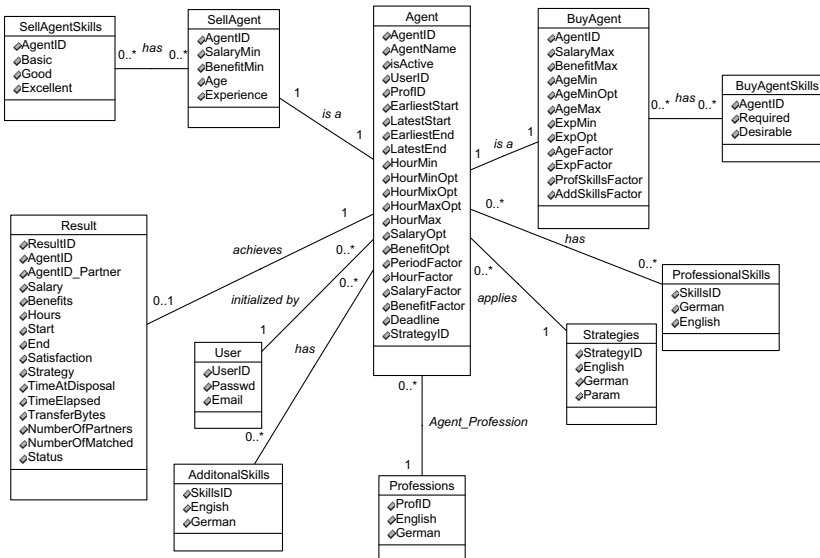 SellAgentSkills
AgentID
Basic
Good
Excellent
0..*
has
0..*
SellAgent
AgentID
SalaryMin
BenefitMin
Age
Experience
1
is a
1
Agent
AgentID
AgentName
isActive
UserID
ProfID
EarliestStart
LatestStart
EarliestEnd
LatestEnd
HourMin
HourMinOpt
HourMixOpt
HourMaxOpt
HourMax
SalaryOpt
BenefitOpt
PeriodFactor
HourFactor
SalaryFactor
BenefitFactor
Deadline
StrategyID
BuyAgent
AgentID
SalaryMax
BenefitMax
AgeMin
AgeMinOpt
AgeMax
ExpMin
ExpOpt
AgeFactor
ExpFactor
ProfSkillsFactor
AddSkillsFactor
1
is a
1
0..*
has
0..*
BuyAgentSkills
AgentID
Required
Desirable
Result
ResultID
AgentID
AgentID_Partner
Salary
Benefits
Hours
Start
End
Satisfaction
Strategy
TimeAtDisposal
TimeElapsed
TransferBytes
NumberOfPartners
NumberOfMatched
Status
1
achieves
0..1
0..*
initialized by
1
User
UserID
Passwd
Email
0..*
has
0..*
AdditonalSkills
SkillsID
Engish
German
0..*
Agent_Profession
1
Professions
ProfID
English
German
0..*
applies
1
Strategies
StrategyID
English
German
Param
0..*
has
0..*
ProfessionalSkills
SkillsID
German
English